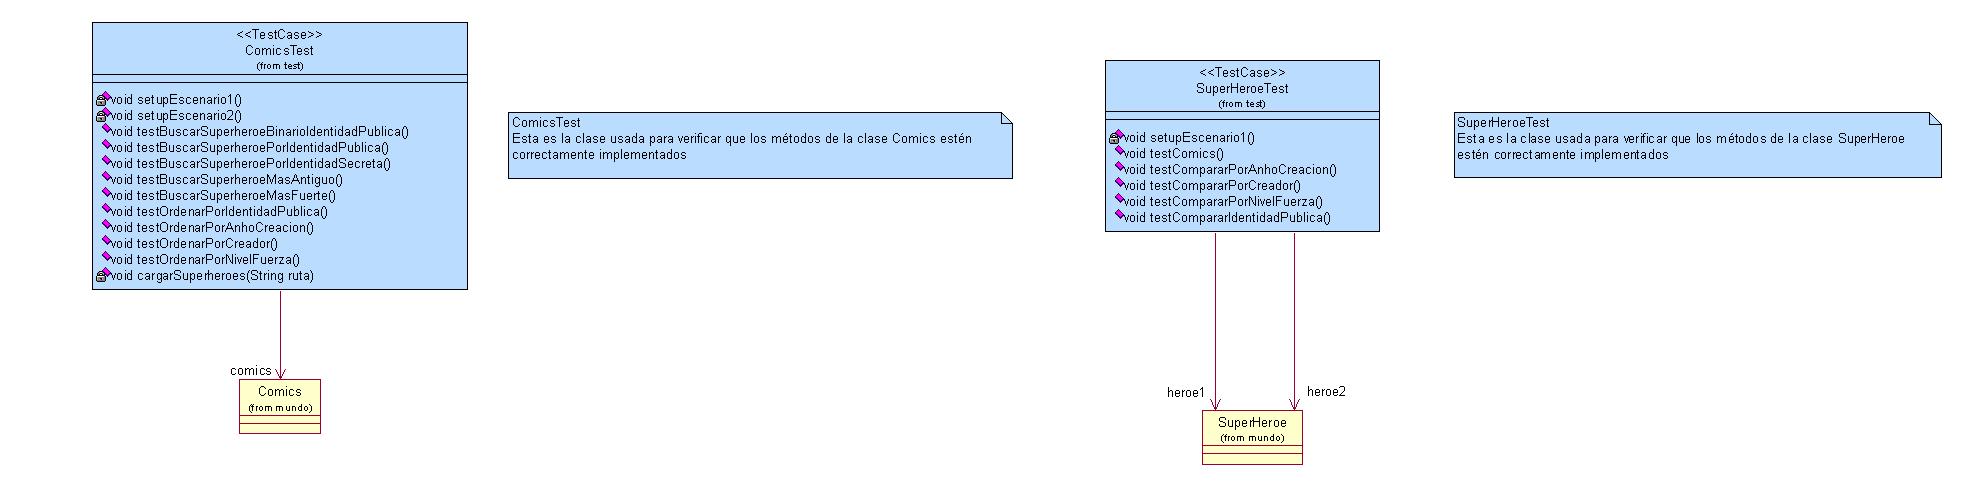 <<TestCase>>
ComicsTest
(from test)
void setupEscenario1()
void setupEscenario2()
void testBuscarSuperheroeBinarioIdentidadPublica()
void testBuscarSuperheroePorIdentidadPublica()
void testBuscarSuperheroePorIdentidadSecreta()
void testBuscarSuperheroeMasAntiguo()
void testBuscarSuperheroeMasFuerte()
void testOrdenarPorIdentidadPublica()
void testOrdenarPorAnhoCreacion()
void testOrdenarPorCreador()
void testOrdenarPorNivelFuerza()
void cargarSuperheroes(String ruta)
comics
Comics
(from mundo)
ComicsTest
Esta es la clase usada para verificar que los métodos de la clase Comics estén
correctamente implementados
<<TestCase>>
SuperHeroeTest
(from test)
void setupEscenario1()
void testComics()
void testCompararPorAnhoCreacion()
void testCompararPorCreador()
void testCompararPorNivelFuerza()
void testCompararIdentidadPublica()
heroe1
heroe2
SuperHeroe
(from mundo)
SuperHeroeTest
Esta es la clase usada para verificar que los métodos de la clase SuperHeroe
estén correctamente implementados